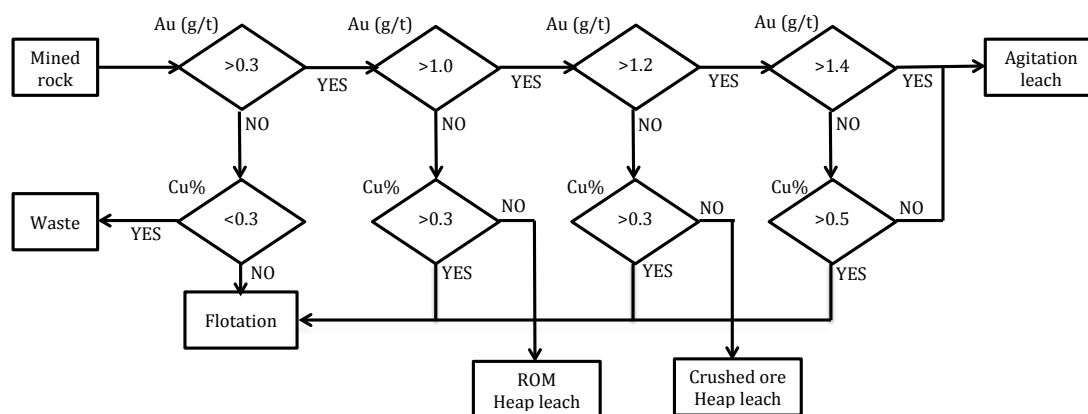 Au (g/t)
Au (g/t)
Au (g/t)
Au (g/t)
Mined
rock
>0.3
YES
>1.0
YES
>1.2
YES
>1.4
YES
Agitation
leach
NO
NO
NO
NO
Cu%
Cu%
Cu%
Cu%
Waste
YES
<0.3
>0.3
NO
>0.3
NO
>0.5
NO
NO
YES
YES
YES
Flotation
ROM
Heap leach
Crushed ore
Heap leach